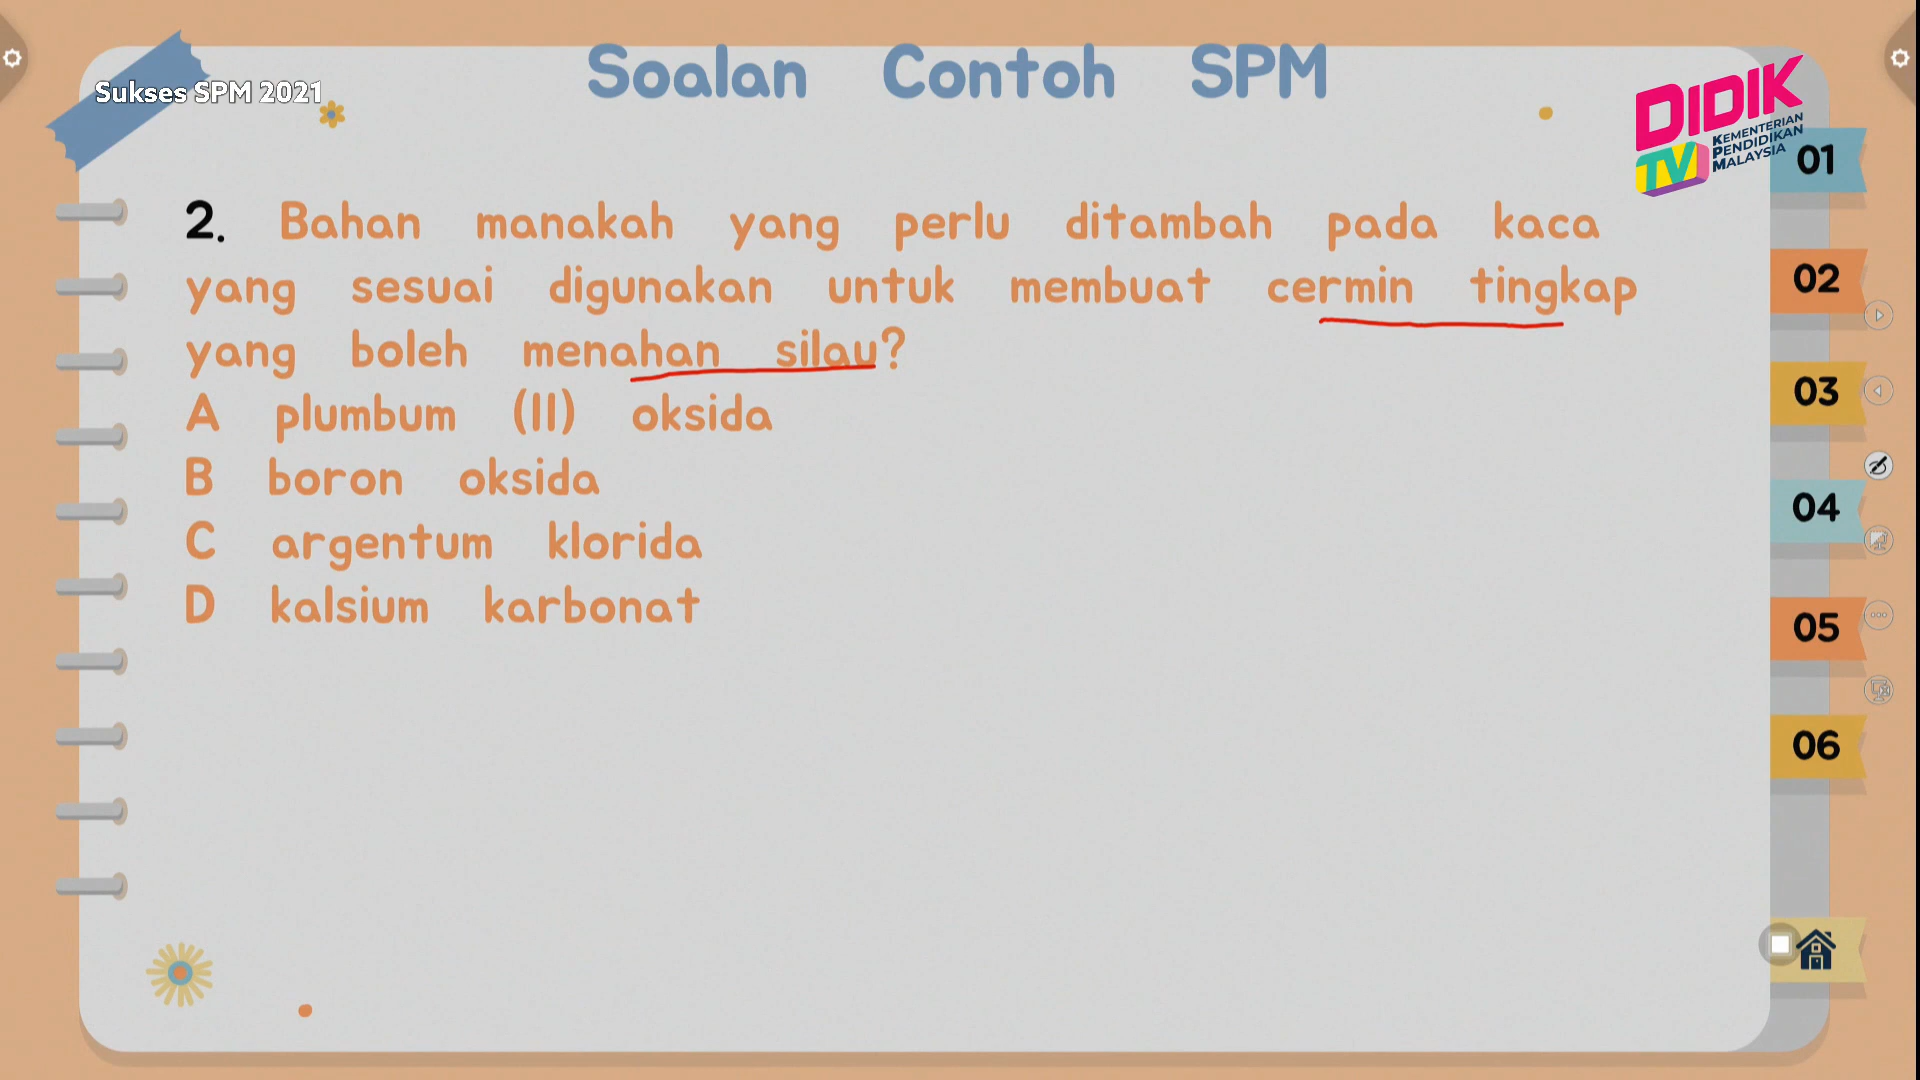 Soalan Contoh SPM
Sukses SPM 2021
DIDIK
TV
KEMENTERIAN
PENDIDIKAN
MALAYSIA
2. Bahan manakah yang perlu ditambah pada kaca
yang sesuai digunakan untuk membuat cermin tingkap
yang boleh menahan silau?
A plumbum (II) oksida
B boron oksida
C argentum klorida
D kalsium karbonat
01
02
03
04
05
06